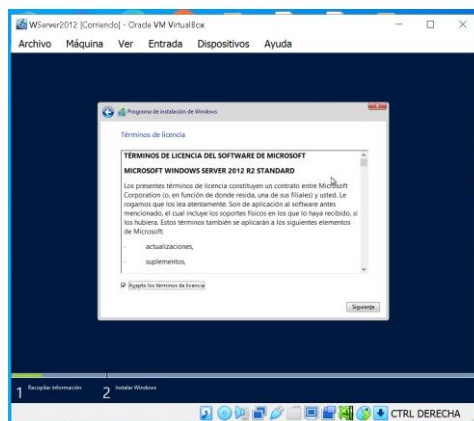 WServer2012 [Corriendo] - Oracle VM VirtualBox
Archivo Máquina Ver Entrada Dispositivos Ayuda
Programa de instalación de Windows
Términos de licencia
TÉRMINOS DE LICENCIA DEL SOFTWARE DE MICROSOFT
MICROSOFT WINDOWS SERVER 2012 R2 STANDARD
Los presentes términos de licencia constituyen un contrato entre Microsoft
Corporation (o, en función de donde resida, una de sus filiales) y usted. Le
rogamos que los lea atentamente. Son de aplicación al software antes
mencionado, el cual incluye los soportes físicos en los que lo haya recibido, si
los hubiera. Estos términos también se aplicarán a los siguientes elementos
de Microsoft:
- actualizaciones,
- suplementos,
Acepto los términos de licencia
Siguiente
1 Recopilar información 2 Instalar Windows
CTRL DERECHA